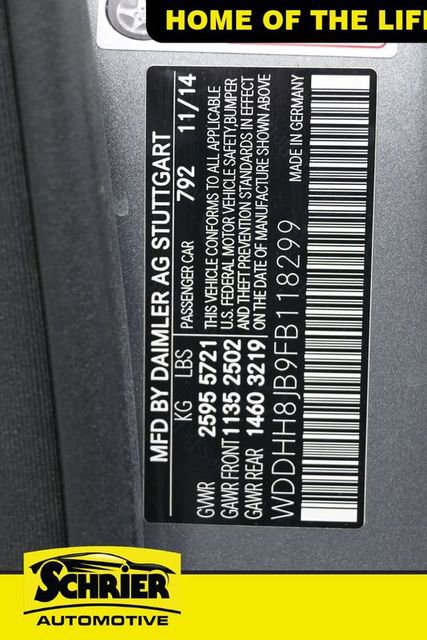 HOME OF THE LIF
MFD BY DAIMLER AG STUTTGART
KG LBS PASSENGER CAR 792 11/14
GVWR 2595 5721 THIS VEHICLE CONFORMS TO ALL APPLICABLE
GAWR FRONT 1135 2502 U.S. FEDERAL MOTOR VEHICLE SAFETY,BUMPER
GAWR REAR 1460 3219 AND THEFT PREVENTION STANDARDS IN EFFECT
ON THE DATE OF MANUFACTURE SHOWN ABOVE
WDDHH8JB9FB118299 MADE IN GERMANY
SCHRIER
AUTOMOTIVE